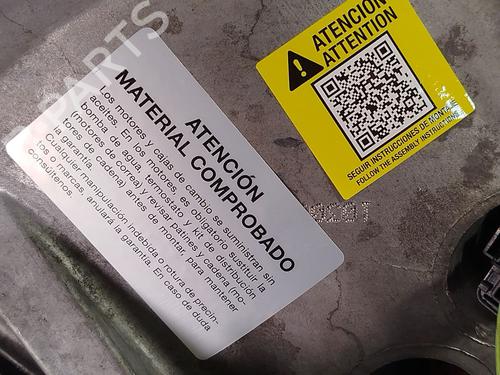 ATENCIÓN
MATERIAL COMPROBADO
Los motores y cajas de cambio se suministran sin
aceites. En los motores, es obligatorio sustituir la
bomba de agua, termostato y kit de distribución
(motores de correa), revisar patines y cadena (mo-
tores de cadena) antes de montar, para mantener
la garantía.
Cualquier manipulación indebida o rotura de precin-
tos o marcas, anulará la garantía. En caso de duda
consúltenos.
ATENCIÓN
ATTENTION
SEGUIR INSTRUCCIONES DE MONTAJE
FOLLOW THE ASSEMBLY INSTRUCTIONS
PARTS